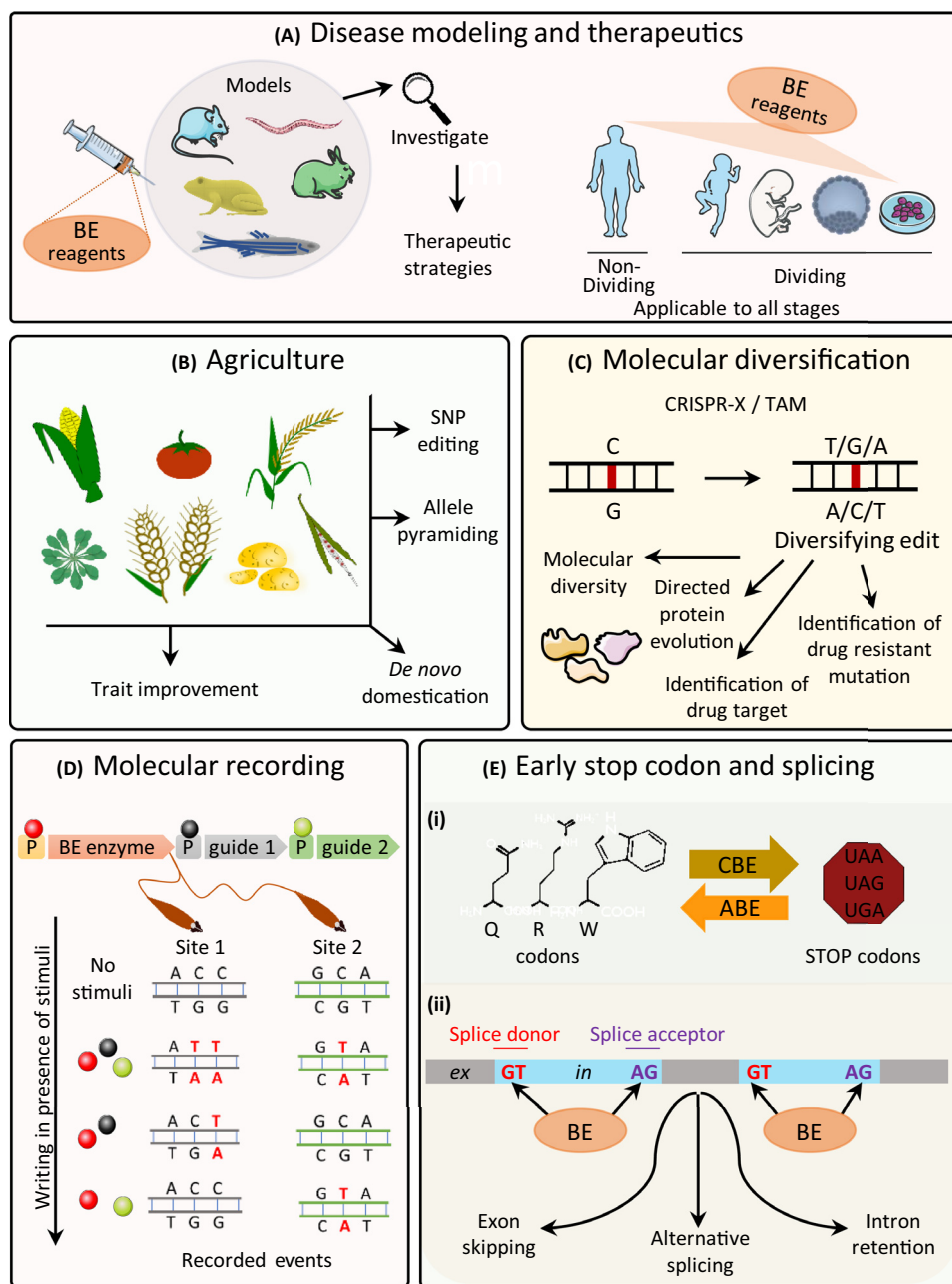 (A) Disease modeling and therapeutics
Models
BE
reagents
Investigate
m
Therapeutic
strategies
BE
reagents
Non-
Dividing
Dividing
Applicable to all stages
(B) Agriculture
SNP
editing
Allele
pyramiding
De novo
domestication
Trait improvement
(C) Molecular diversification
CRISPR-X / TAM
C
G
T/G/A
A/C/T
Diversifying edit
Molecular
diversity
Directed
protein
evolution
Identification of
drug target
Identification of
drug resistant
mutation
(D) Molecular recording
P BE enzyme P guide 1 P guide 2
Writing in presence of stimuli
Site 1 Site 2
No
stimuli
A C C G C A
T G G C G T
A T T G T A
T A A C A T
A C T G C A
T G A C G T
A C C G T A
T G G C A T
Recorded events
(E) Early stop codon and splicing
(i)
Q R W
codons
CBE
ABE
UAA
UAG
UGA
STOP codons
(ii)
Splice donor Splice acceptor
ex GT in AG GT AG
BE BE
Exon
skipping
Alternative
splicing
Intron
retention